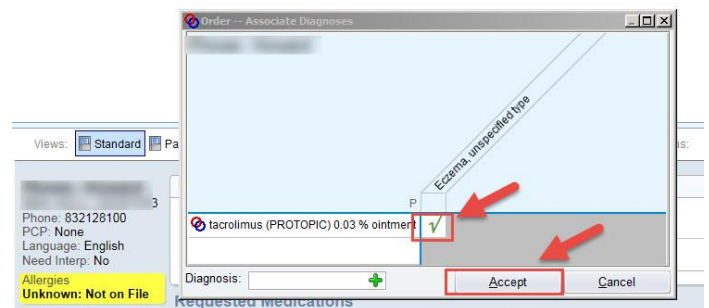 Order -- Associate Diagnoses
Eczema, unspecified type
P
tacrolimus (PROTOPIC) 0.03 % ointment
Diagnosis:
Accept
Cancel
Views: Standard Pa
3
Phone: 832128100
PCP: None
Language: English
Need Interp: No
Allergies
Unknown: Not on File
Requested Medications